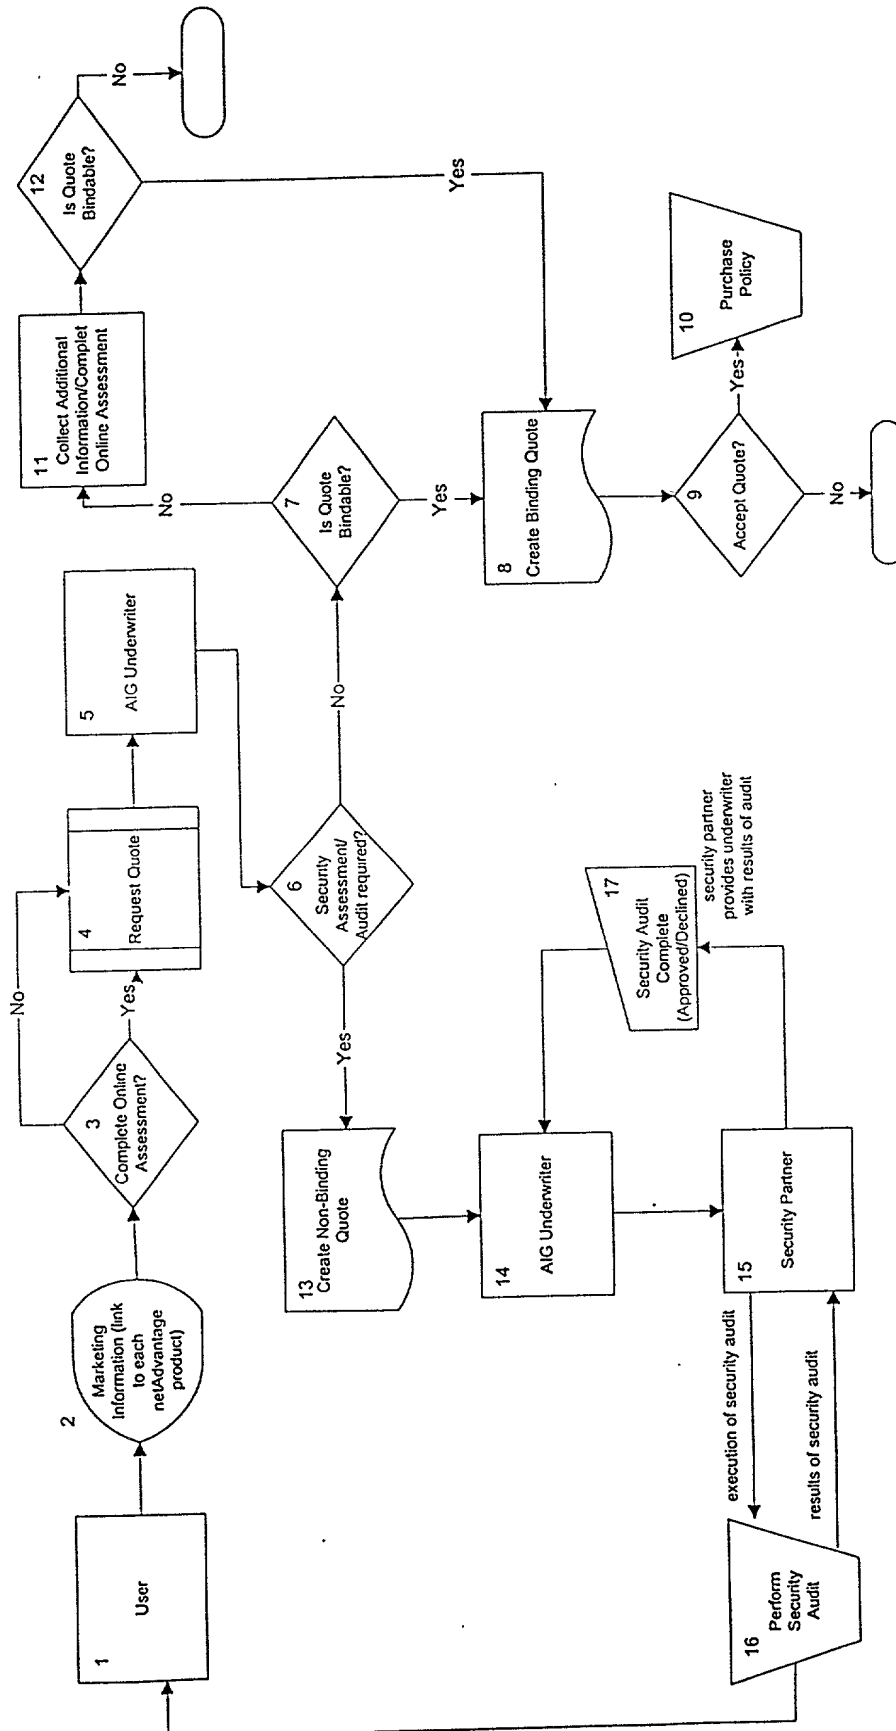 1
User
2
Marketing
Information (link
to each
netAdvantage
product)
3
Complete Online
Assessment?
No
Yes
4
Request Quote
5
AIG Underwriter
6
Security
Assessment/
Audit required?
No
Yes
7
Is Quote
Bindable?
No
Yes
11
Collect Additional
Information/Complet
Online Assessment
12
Is Quote
Bindable?
No
Yes
8
Create Binding Quote
9
Accept Quote?
Yes
No
10
Purchase
Policy
13
Create Non-Binding
Quote
14
AIG Underwriter
15
Security Partner
execution of security audit
results of security audit
16
Perform
Security
Audit
17
Security Audit
Complete
(Approved/Declined)
security partner
provides underwriter
with results of audit